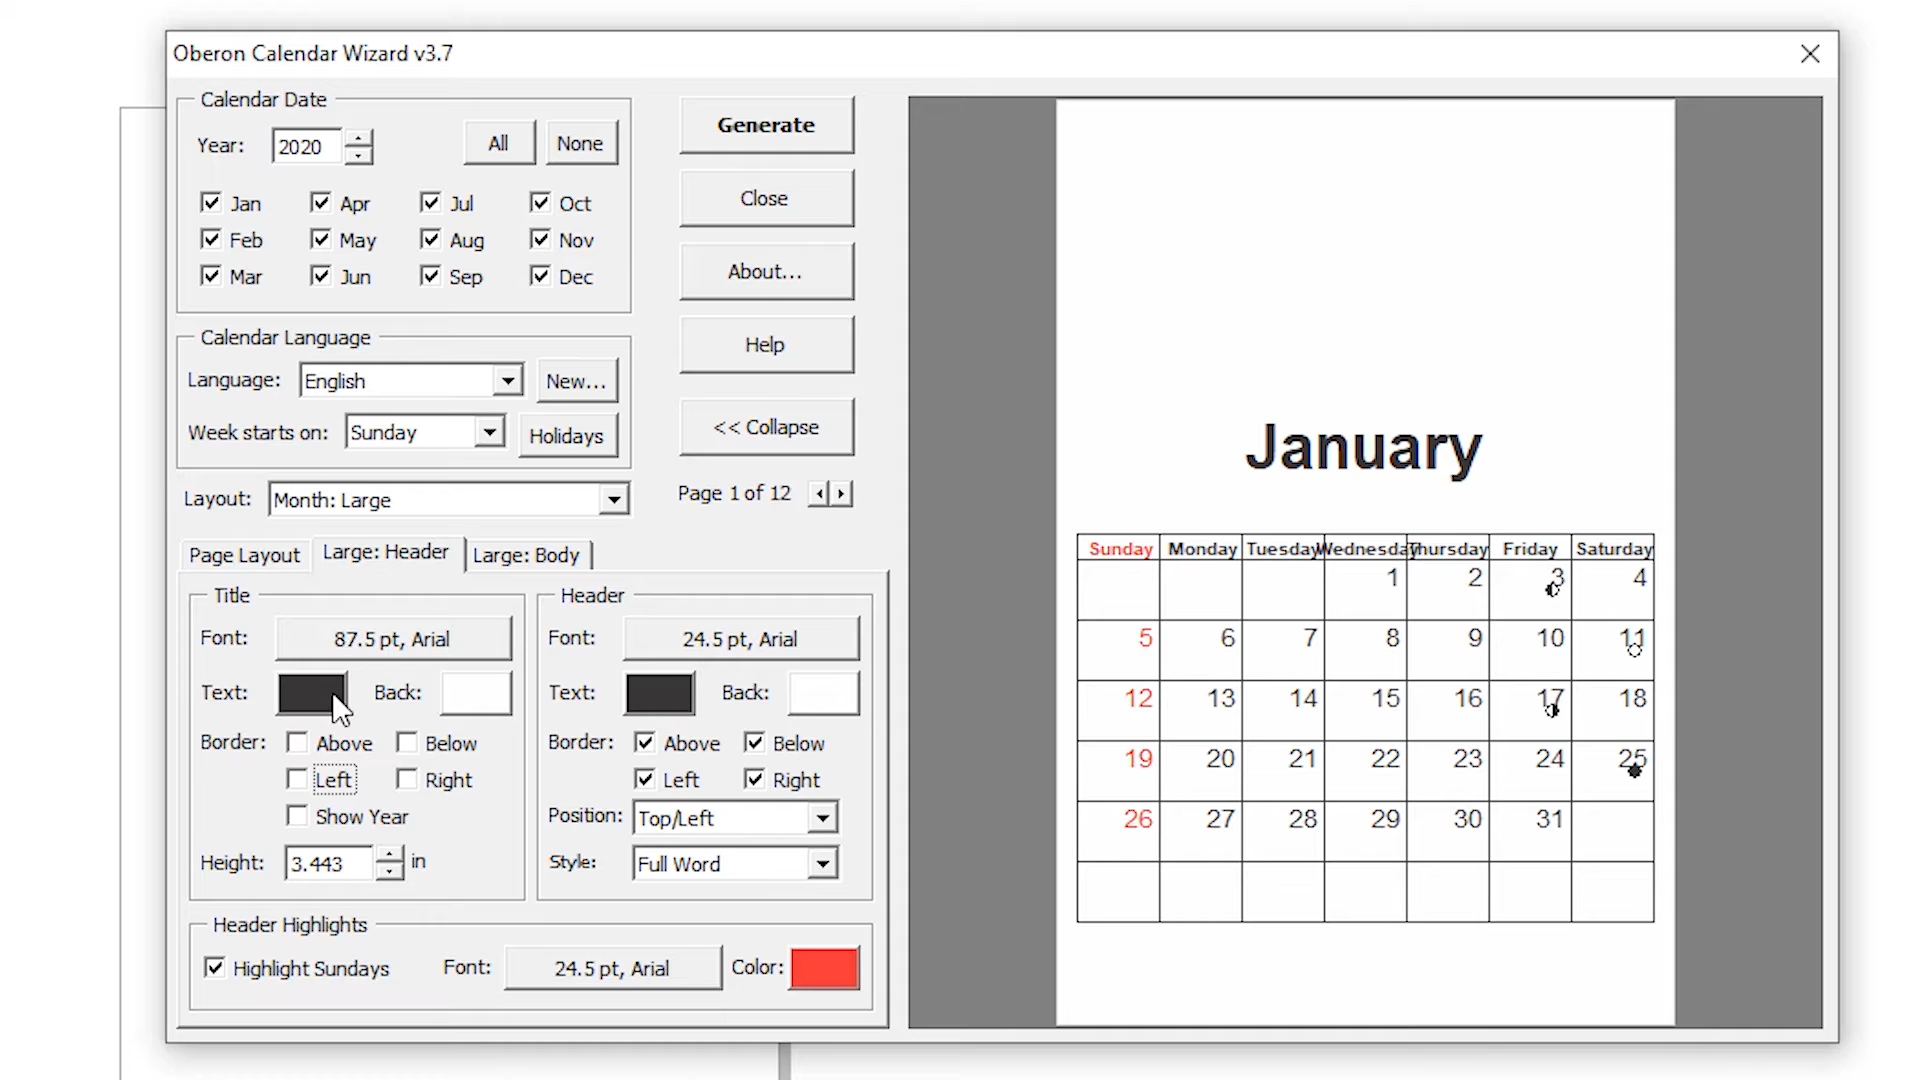 Oberon Calendar Wizard v3.7
Calendar Date
Year: 2020 All None
Jan Apr Jul Oct
Feb May Aug Nov
Mar Jun Sep Dec
Calendar Language
Language: English New...
Week starts on: Sunday Holidays
Layout: Month: Large
Generate
Close
About...
Help
<< Collapse
Page 1 of 12
Page Layout Large: Header Large: Body
Title
Font: 87.5 pt, Arial
Text: Back:
Border: Above Below
Left Right
Show Year
Height: 3.443 in
Header
Font: 24.5 pt, Arial
Text: Back:
Border: Above Below
Left Right
Position: Top/Left
Style: Full Word
Header Highlights
Highlight Sundays Font: 24.5 pt, Arial Color:
January
Sunday Monday Tuesday Wednesday Thursday Friday Saturday
1 2 3 4
5 6 7 8 9 10 11
12 13 14 15 16 17 18
19 20 21 22 23 24 25
26 27 28 29 30 31